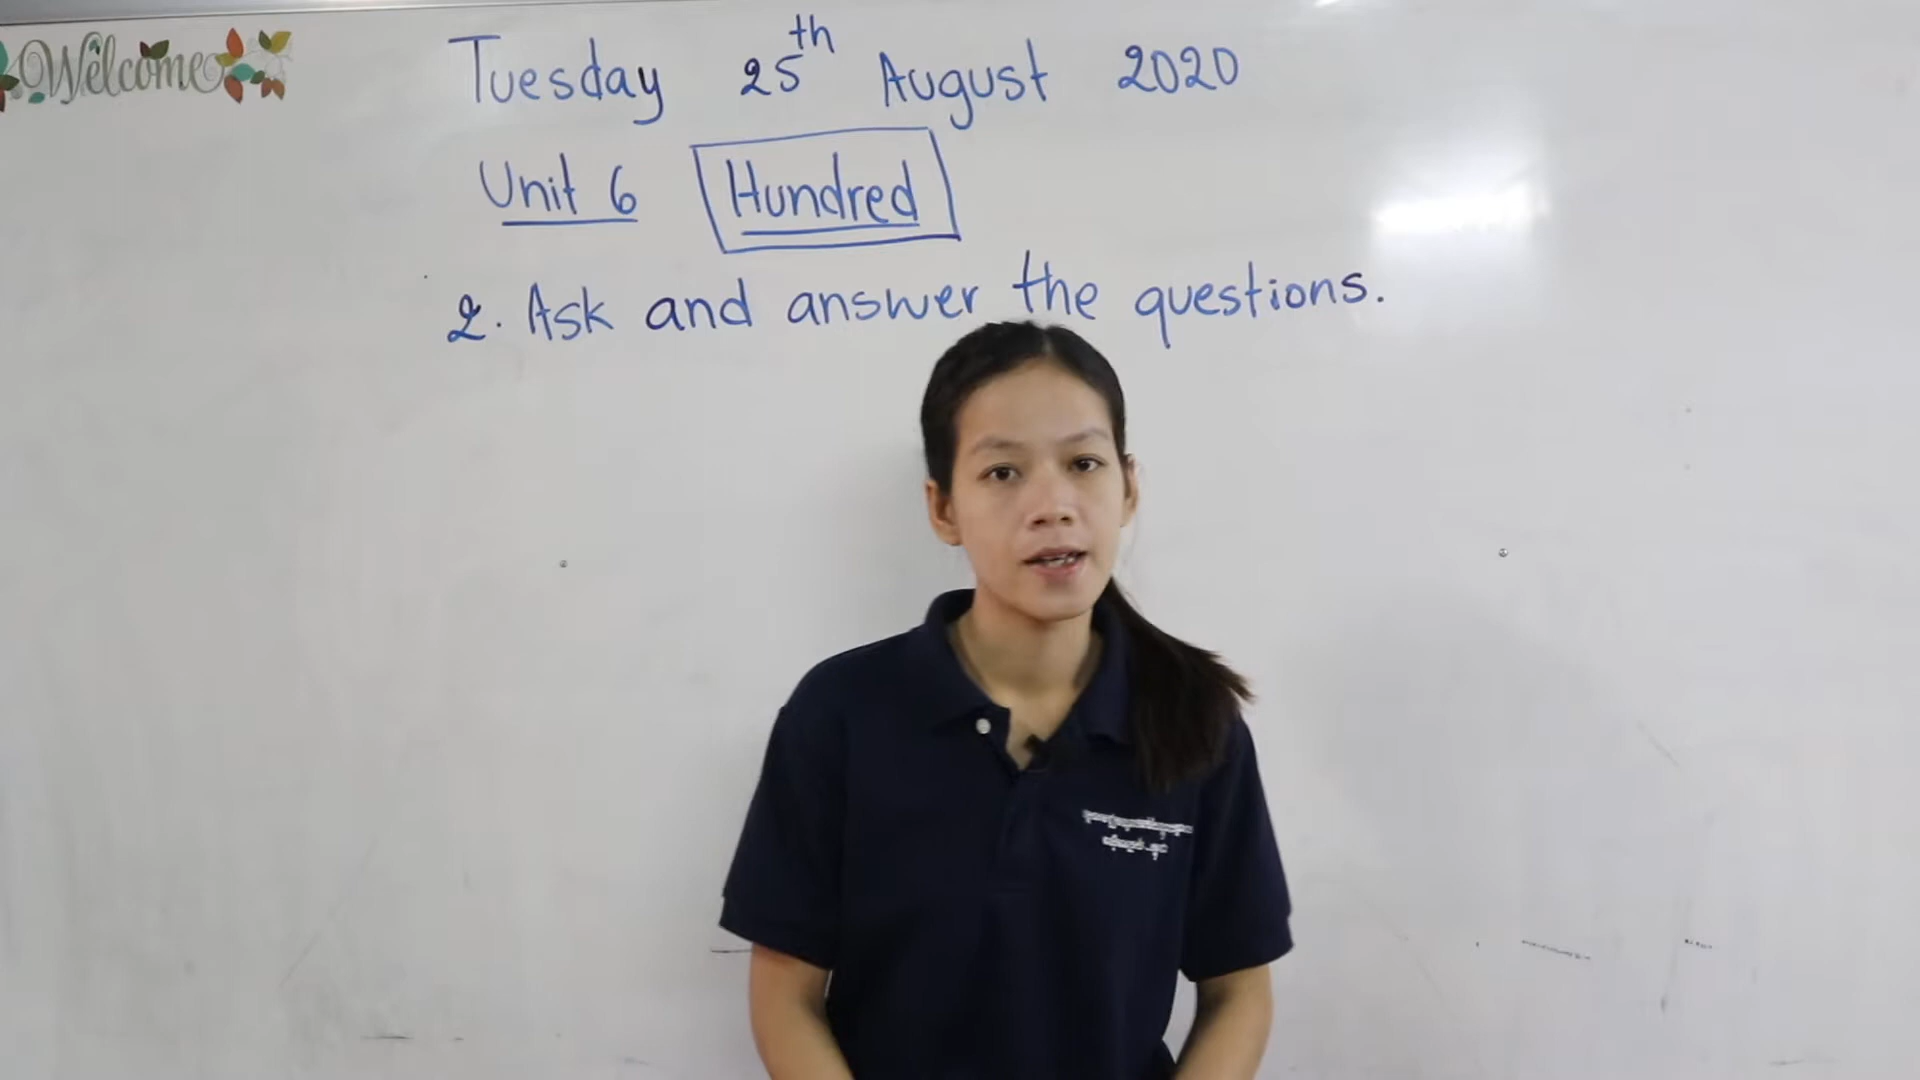 Welcome
Tuesday 25th August 2020
Unit 6 Hundred
2. Ask and answer the questions.